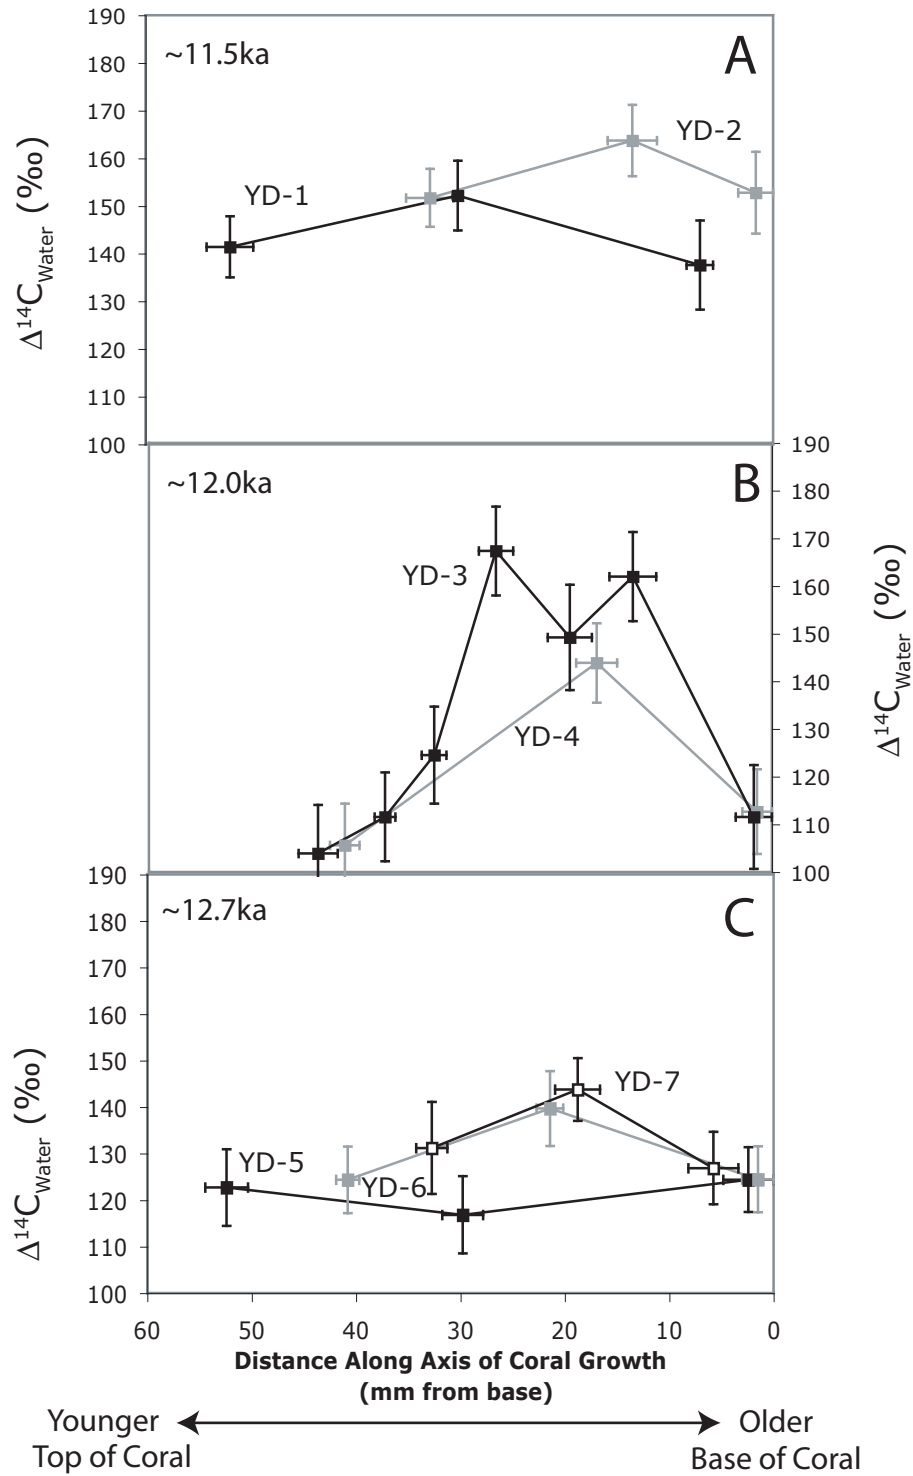 190
180
170
160
150
140
130
120
110
100
Δ¹⁴C_Water (‰)
~11.5ka
A
YD-1
YD-2
~12.0ka
B
YD-3
YD-4
190
180
170
160
150
140
130
120
110
100
Δ¹⁴C_Water (‰)
190
180
170
160
150
140
130
120
110
100
Δ¹⁴C_Water (‰)
~12.7ka
C
YD-7
YD-5
YD-6
60 50 40 30 20 10 0
Distance Along Axis of Coral Growth
(mm from base)
Younger
Top of Coral
Older
Base of Coral